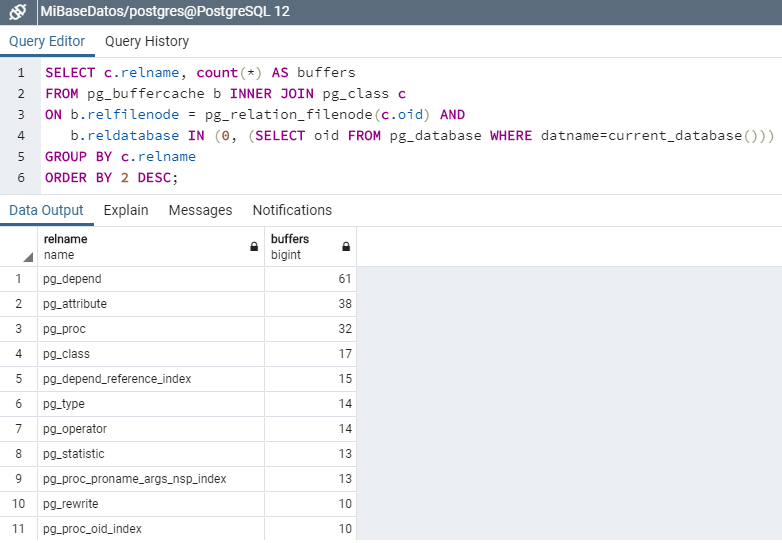 MiBaseDatos/postgres@PostgreSQL 12
Query Editor Query History
1 SELECT c.relname, count(*) AS buffers
2 FROM pg_buffercache b INNER JOIN pg_class c
3 ON b.relfilenode = pg_relation_filenode(c.oid) AND
4 b.reldatabase IN (0, (SELECT oid FROM pg_database WHERE datname=current_database()))
5 GROUP BY c.relname
6 ORDER BY 2 DESC;
Data Output Explain Messages Notifications
relname buffers
name bigint
1 pg_depend 61
2 pg_attribute 38
3 pg_proc 32
4 pg_class 17
5 pg_depend_reference_index 15
6 pg_type 14
7 pg_operator 14
8 pg_statistic 13
9 pg_proc_proname_args_nsp_index 13
10 pg_rewrite 10
11 pg_proc_oid_index 10